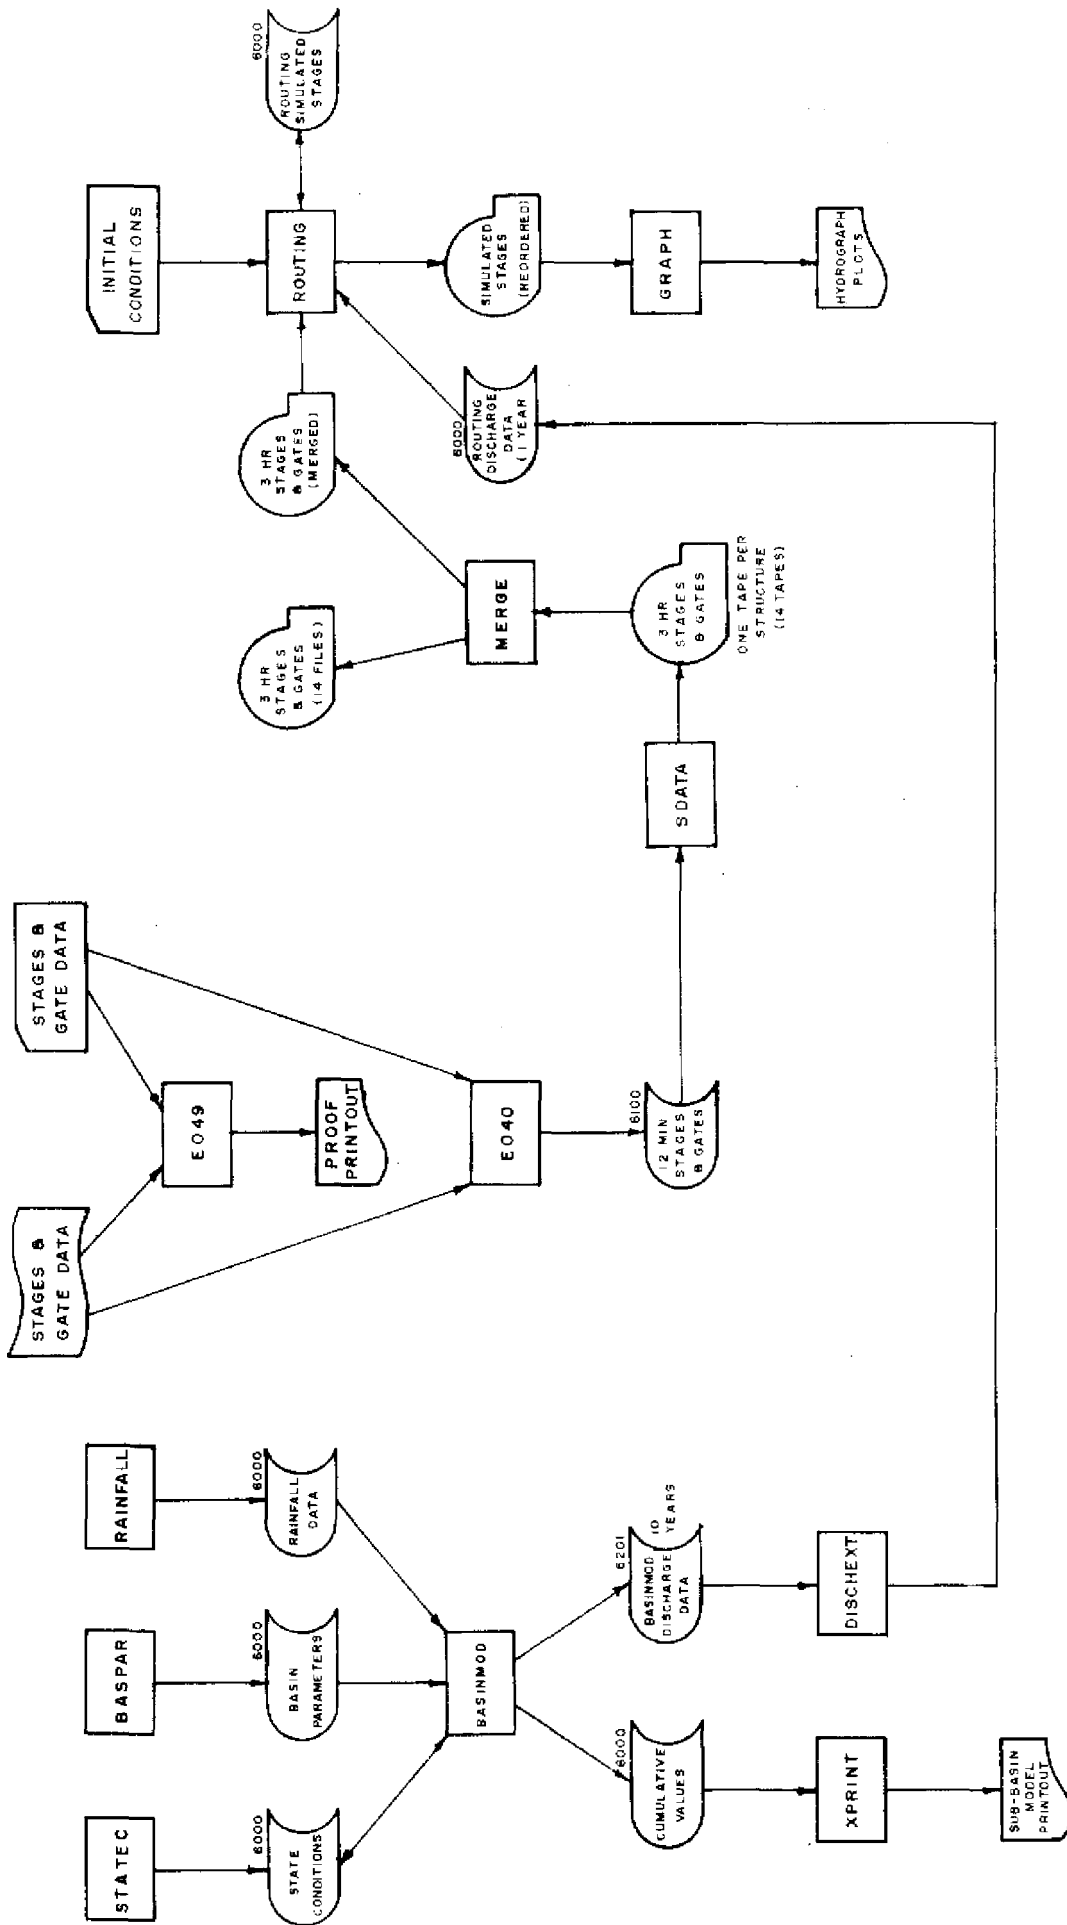 STATEC
6000
STATE
CONDITIONS
BASPAR
6000
BASIN
PARAMETERS
RAINFALL
6000
RAINFALL
DATA
BASINMOD
6000
CUMULATIVE
VALUES
XPRINT
SUB-BASIN
MODEL
PRINTOUT
6201
BASINMOD
DISCHARGE
DATA
10
YEARS
DISCHEXT
STAGES &
GATE DATA
STAGES &
GATE DATA
E049
PROOF
PRINTOUT
E040
6100
12 MIN
STAGES
& GATES
SDATA
3 HR
STAGES
& GATES
ONE TAPE PER
STRUCTURE
(14 TAPES)
MERGE
3 HR
STAGES
& GATES
(14 FILES)
3 HR
STAGES
& GATES
(MERGED)
6000
ROUTING
DISCHARGE
DATA
(1 YEAR
INITIAL
CONDITIONS
ROUTING
6000
ROUTING
SIMULATED
STAGES
SIMULATED
STAGES
(REORDERED)
GRAPH
HYDROGRAPH
PLOTS